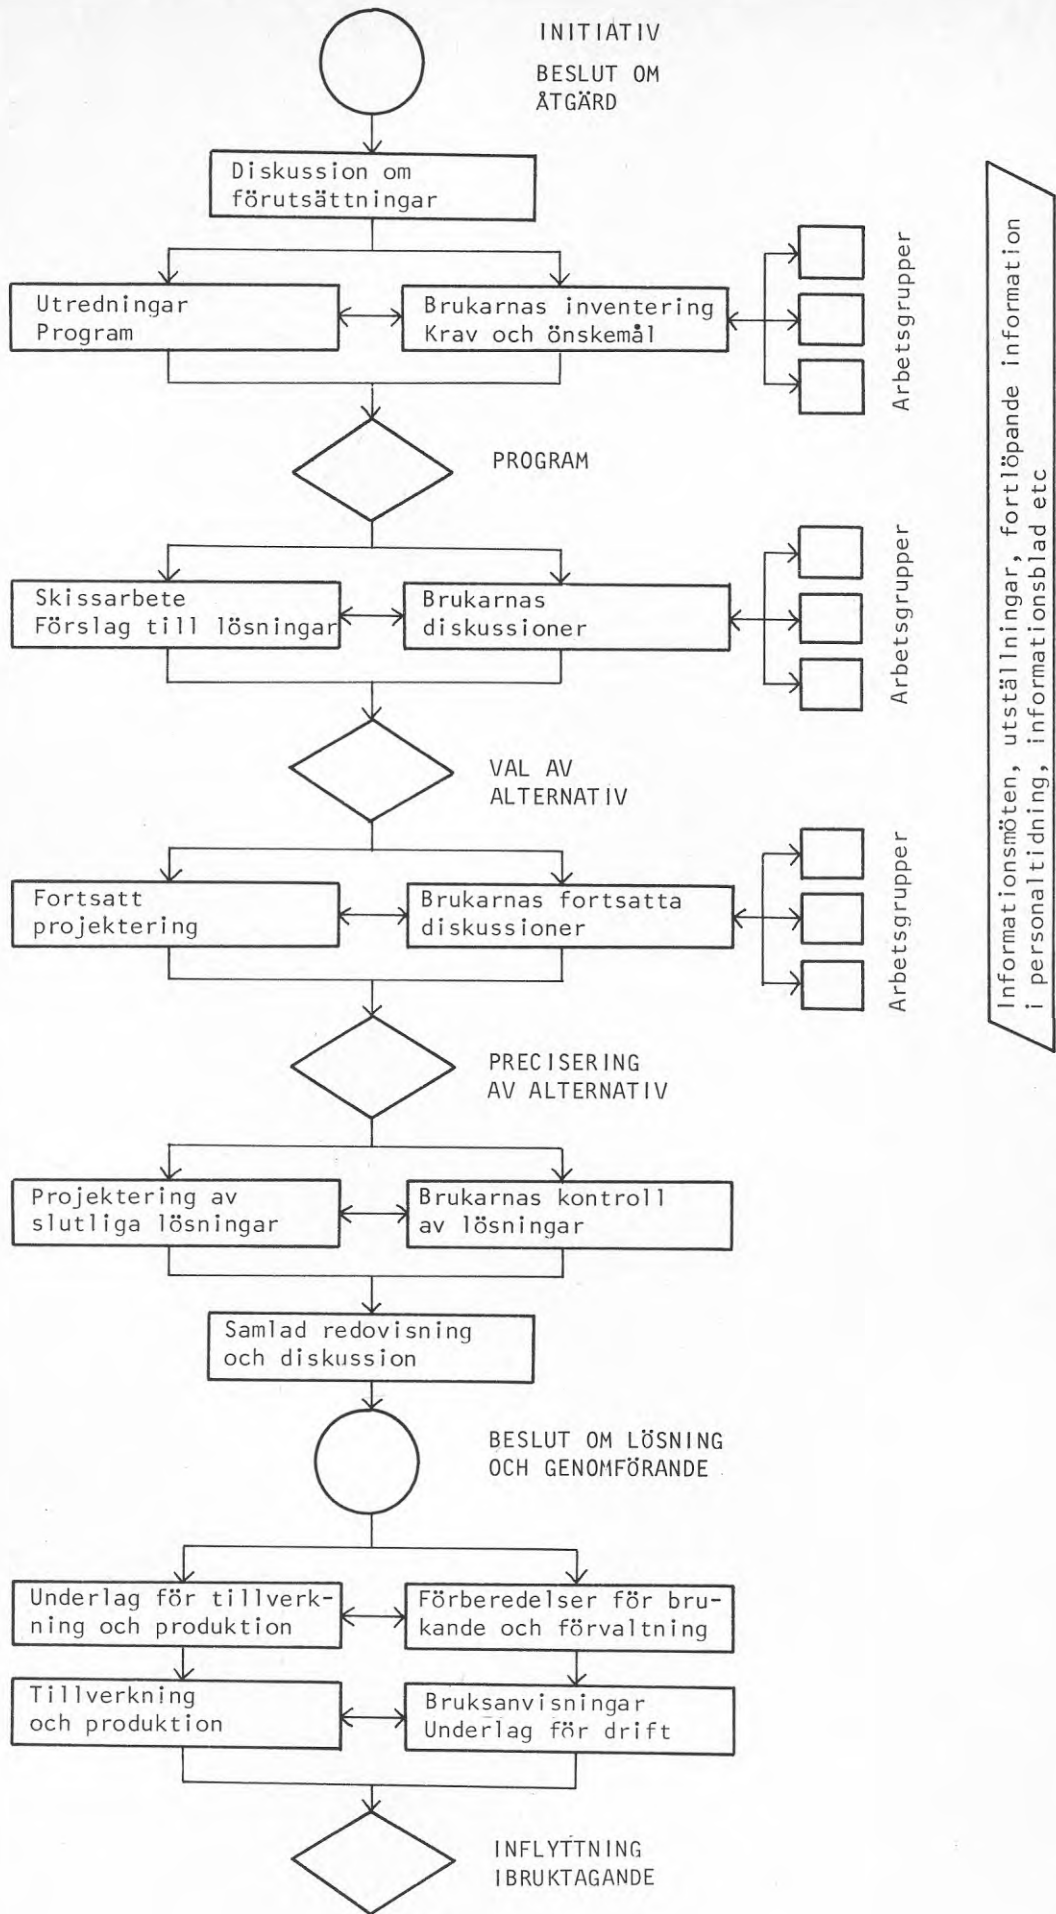 INITIATIV
BESLUT OM
ÅTGÄRD
Diskussion om
förutsättningar
Utredningar
Program
Brukarnas inventering
Krav och önskemål
Arbetsgrupper
PROGRAM
Skissarbete
Förslag till lösningar
Brukarnas
diskussioner
Arbetsgrupper
VAL AV
ALTERNATIV
Fortsatt
projektering
Brukarnas fortsatta
diskussioner
Arbetsgrupper
PRECISERING
AV ALTERNATIV
Projektering av
slutliga lösningar
Brukarnas kontroll
av lösningar
Samlad redovisning
och diskussion
BESLUT OM LÖSNING
OCH GENOMFÖRANDE
Underlag för tillverk-
ning och produktion
Förberedelser för bru-
kande och förvaltning
Tillverkning
och produktion
Bruksanvisningar
Underlag för drift
INFLYTTNING
IBRUKTAGANDE
Informationsmöten, utställningar, fortlöpande information
i personaltidning, informationsblad etc